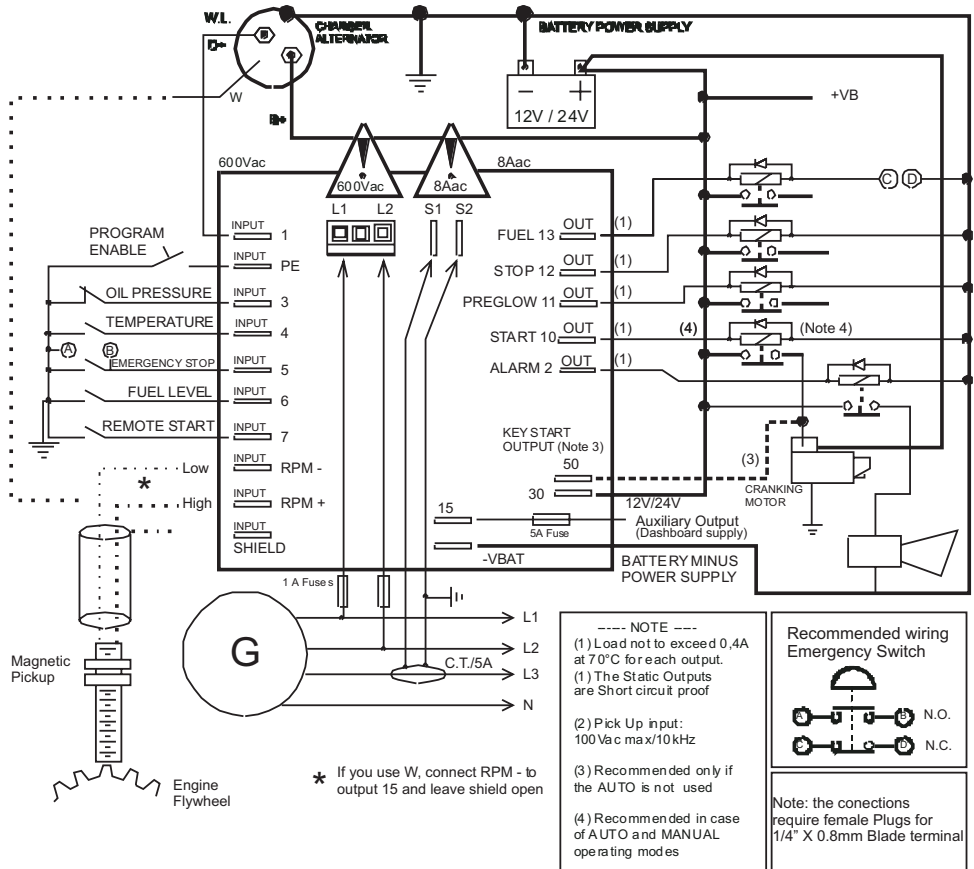 W.L.
D+
CHARGER
ALTERNATOR
BATTERY POWER SUPPLY
W
B+
- +
12V / 24V
+VB
600Vac
8Aac
600Vac
8Aac
L1 L2 S1 S2
PROGRAM
ENABLE
OIL PRESSURE
TEMPERATURE
A B
EMERGENCY STOP
FUEL LEVEL
REMOTE START
INPUT
1
INPUT
PE
INPUT
3
INPUT
4
INPUT
5
INPUT
6
INPUT
7
INPUT
RPM -
INPUT
RPM +
INPUT
SHIELD
Low
*
High
FUEL 13 OUT (1)
STOP 12 OUT (1)
PREGLOW 11 OUT (1)
START 10 OUT (1)
ALARM 2 OUT (1)
C D
(4)
(Note 4)
KEY START
OUTPUT (Note 3)
50
30
(3)
CRANKING
MOTOR
12V/24V
15
5A Fuse
Auxiliary Output
(Dashboard supply)
-VBAT
BATTERY MINUS
POWER SUPPLY
1 A Fuses
G
C.T./5A
L1
L2
L3
N
Magnetic
Pickup
Engine
Flywheel
* If you use W, connect RPM - to
output 15 and leave shield open
----- NOTE ----
(1) Load not to exceed 0,4A
at 70°C for each output.
(1) The Static Outputs
are Short circuit proof
(2) Pick Up input:
100Vac max/10kHz
(3) Recommended only if
the AUTO is not used
(4) Recommended in case
of AUTO and MANUAL
operating modes
Recommended wiring
Emergency Switch
A B N.O.
C D N.C.
Note: the conections
require female Plugs for
1/4" X 0.8mm Blade terminal